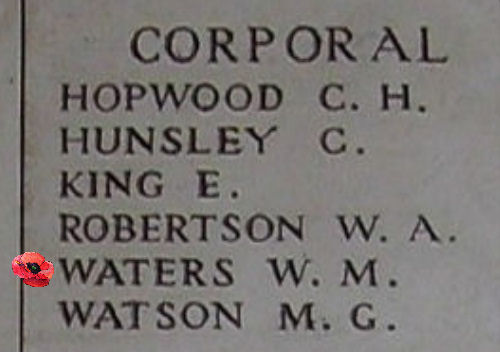 CORPORAL
HOPWOOD C. H.
HUNSLEY C.
KING E.
ROBERTSON W. A.
WATERS W. M.
WATSON M. G.